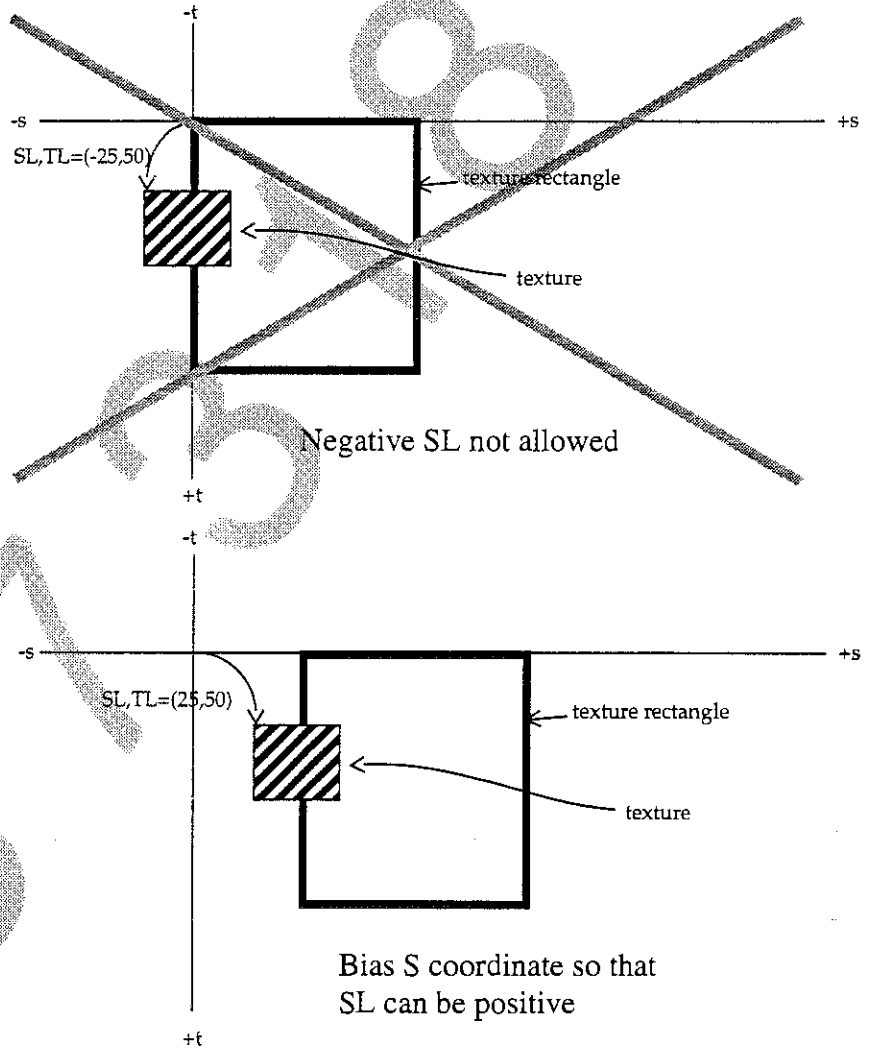 -t
-s
+s
SL,TL=(-25,50)
texture rectangle
texture
Negative SL not allowed
+t
-t
-s
+s
SL,TL=(25,50)
texture rectangle
texture
Bias S coordinate so that
SL can be positive
+t